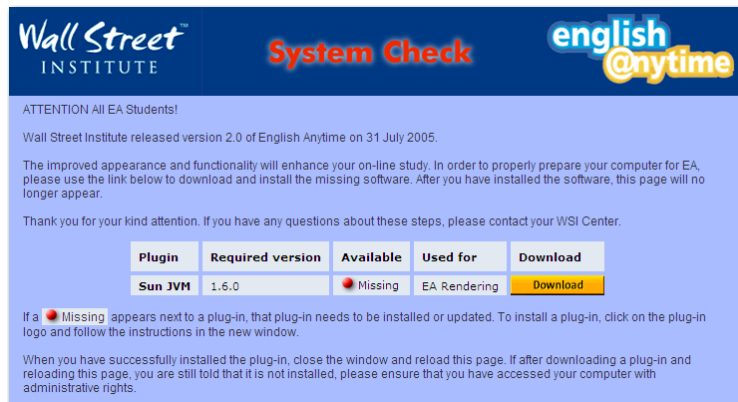 Wall Street™
INSTITUTE
System Check
english
@nytime
ATTENTION All EA Students!
Wall Street Institute released version 2.0 of English Anytime on 31 July 2005.
The improved appearance and functionality will enhance your on-line study. In order to properly prepare your computer for EA,
please use the link below to download and install the missing software. After you have installed the software, this page will no
longer appear.
Thank you for your kind attention. If you have any questions about these steps, please contact your WSI Center.
Plugin Required version Available Used for Download
Sun JVM 1.6.0 Missing EA Rendering Download
If a Missing appears next to a plug-in, that plug-in needs to be installed or updated. To install a plug-in, click on the plug-in
logo and follow the instructions in the new window.
When you have successfully installed the plug-in, close the window and reload this page. If after downloading a plug-in and
reloading this page, you are still told that it is not installed, please ensure that you have accessed your computer with
administrative rights.